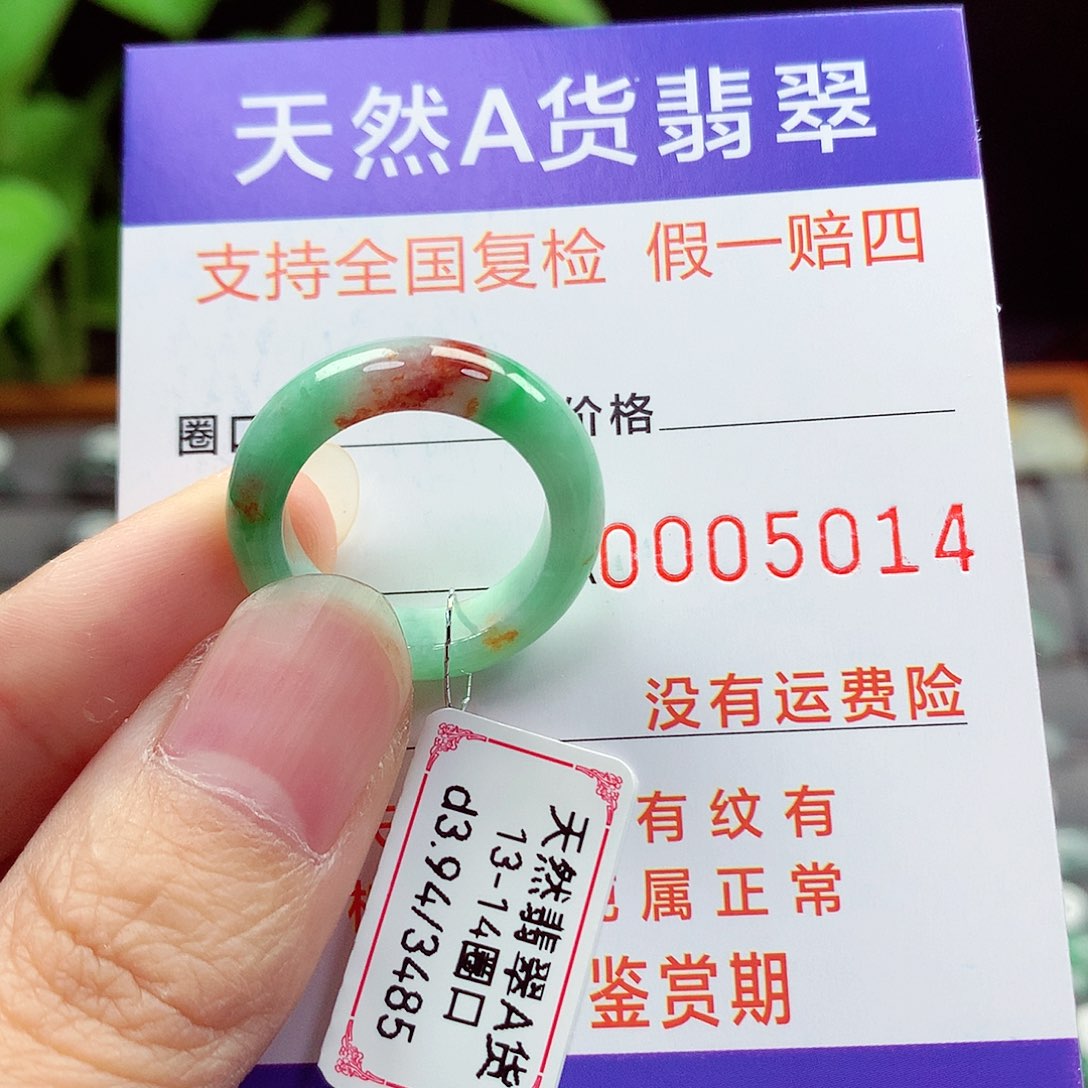 天然A货翡翠
支持全国复检 假一赔四
圈口
价格
0005014
没有运费险
有纹有
属正常
鉴赏期
天然翡翠A货
13-14圈口
d3.94/3485